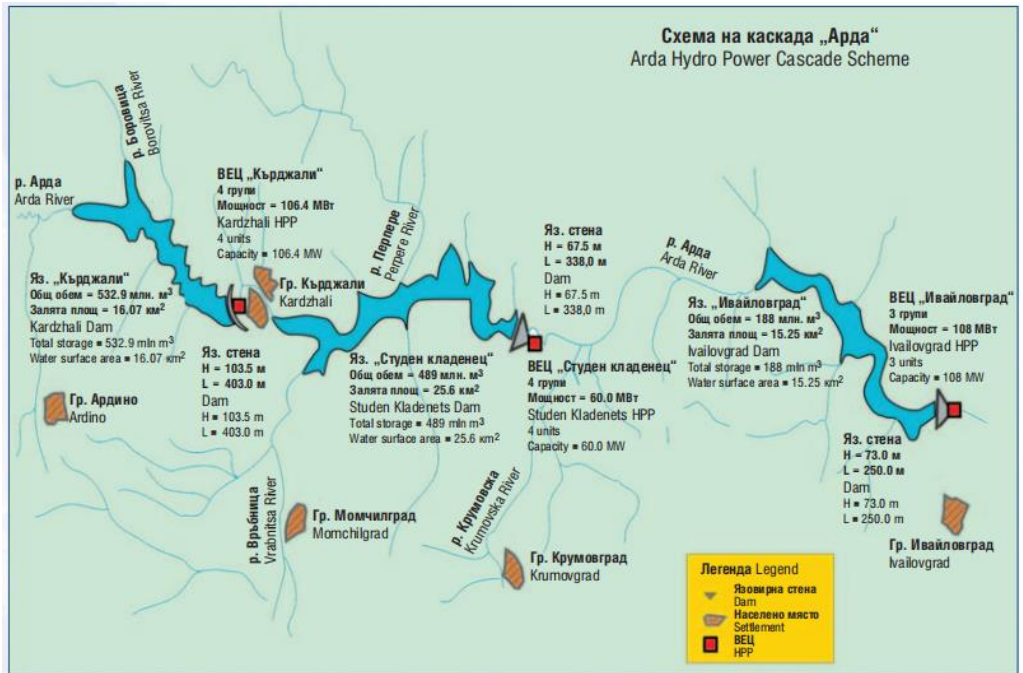 Схема на каскада „Арда“
Arda Hydro Power Cascade Scheme
р. Боровица
Borovitsa River
р. Арда
Arda River
ВЕЦ „Кърджали“
4 групи
Мощност = 106.4 МВт
Kardzhali HPP
4 units
Capacity = 106.4 MW
р. Перпере
Perpere River
Яз. стена
H = 67.5 м
L = 338,0 м
Dam
H = 67.5 m
L = 338,0 m
р. Арда
Arda River
Яз. „Кърджали“
Общ обем = 532.9 млн. м³
Залята площ = 16.07 км²
Kardzhali Dam
Total storage = 532.9 mln m³
Water surface area = 16.07 km²
Гр. Кърджали
Kardzhali
Яз. стена
H = 103.5 м
L = 403.0 м
Dam
H = 103.5 m
L = 403.0 m
Яз. „Студен кладенец“
Общ обем = 489 млн. м³
Залята площ = 25.6 км²
Studen Kladenets Dam
Total storage = 489 mln m³
Water surface area = 25.6 km²
ВЕЦ „Студен кладенец“
4 групи
Мощност = 60.0 МВт
Studen Kladenets HPP
4 units
Capacity = 60.0 MW
Яз. „Ивайловград“
Общ обем = 188 млн. м³
Залята площ = 15.25 км²
Ivailovgrad Dam
Total storage = 188 mln m³
Water surface area = 15.25 km²
ВЕЦ „Ивайловград“
3 групи
Мощност = 108 МВт
Ivailovgrad HPP
3 units
Capacity = 108 MW
Яз. стена
H = 73.0 м
L = 250.0 м
Dam
H = 73.0 m
L = 250.0 m
Гр. Ардино
Ardino
р. Връбница
Vrabnitsa River
Гр. Момчилград
Momchilgrad
р. Крумовска
Krumovska River
Гр. Крумовград
Krumovgrad
Гр. Ивайловград
Ivailovgrad
Легенда Legend
Язовирна стена
Dam
Населено място
Settlement
ВЕЦ
HPP